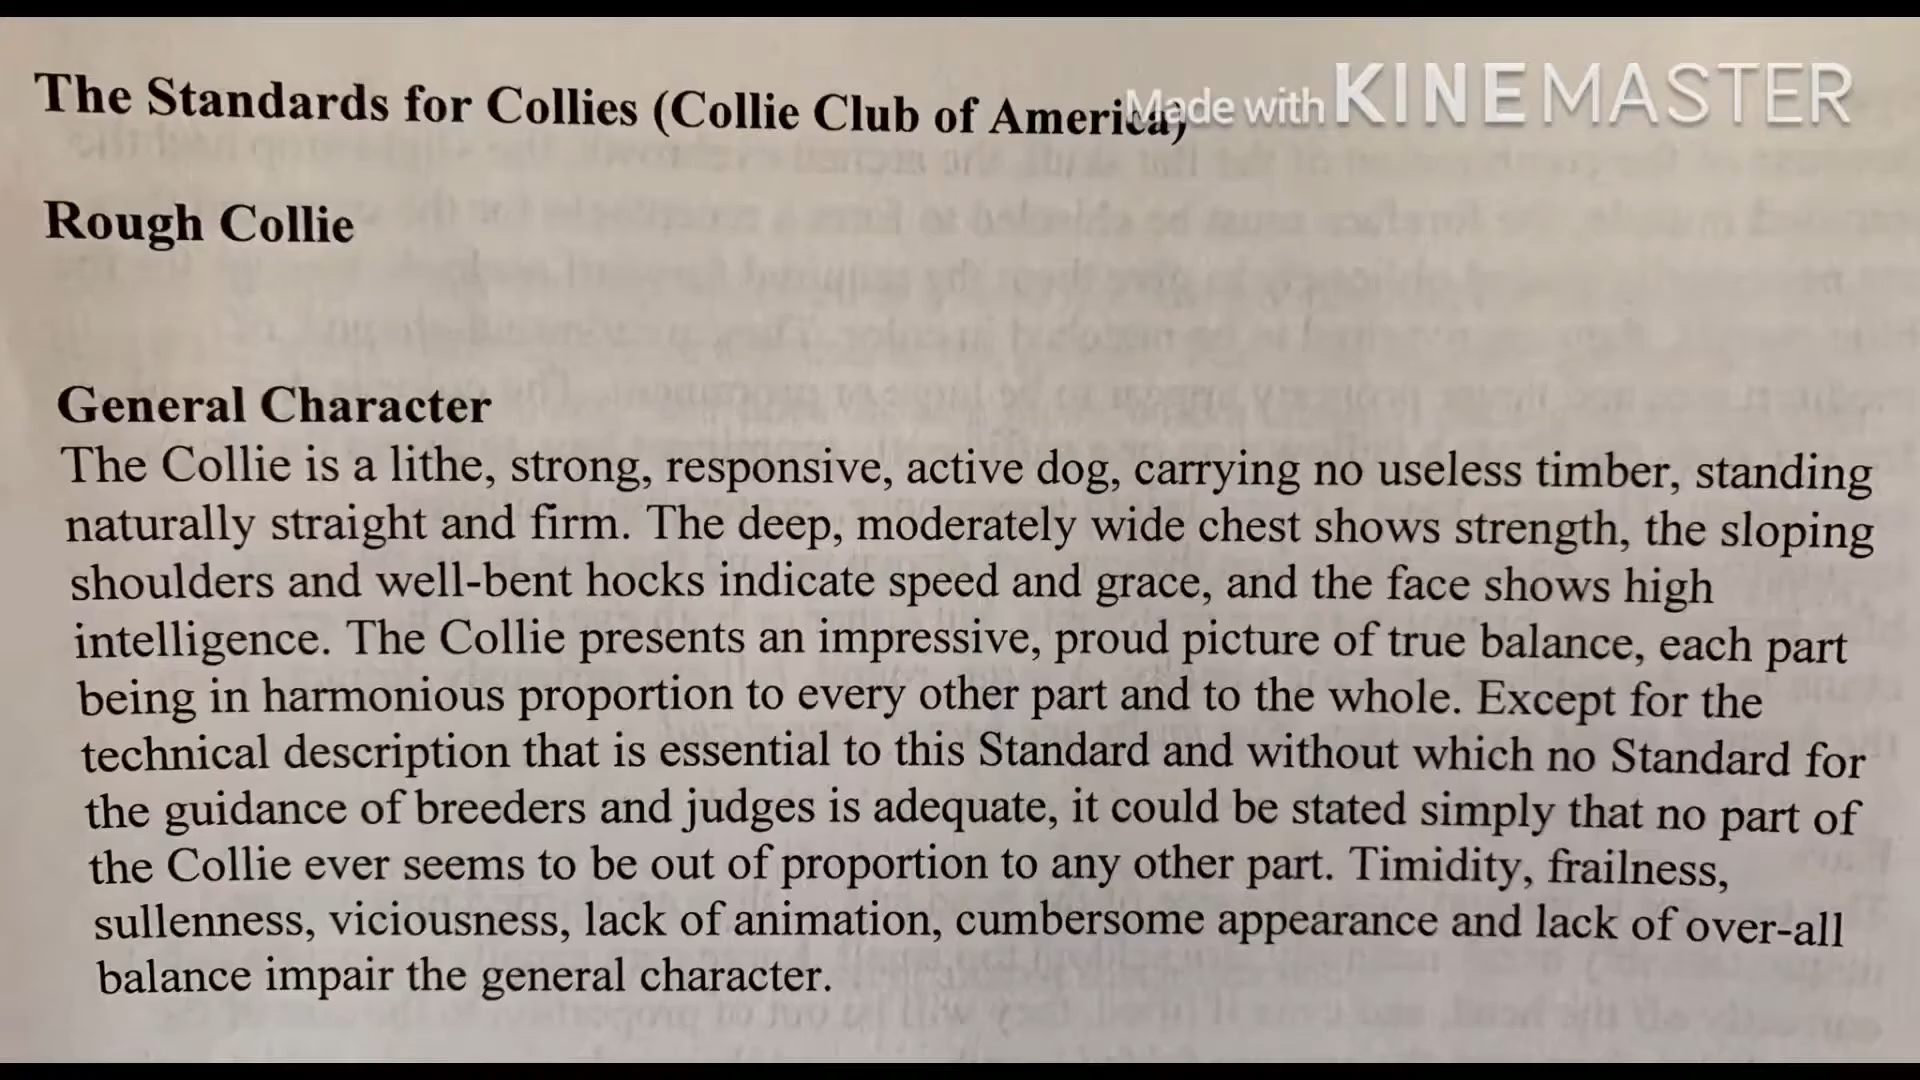 The Standards for Collies (Collie Club of America)
Made with KINEMASTER
Rough Collie
General Character
The Collie is a lithe, strong, responsive, active dog, carrying no useless timber, standing
naturally straight and firm. The deep, moderately wide chest shows strength, the sloping
shoulders and well-bent hocks indicate speed and grace, and the face shows high
intelligence. The Collie presents an impressive, proud picture of true balance, each part
being in harmonious proportion to every other part and to the whole. Except for the
technical description that is essential to this Standard and without which no Standard for
the guidance of breeders and judges is adequate, it could be stated simply that no part of
the Collie ever seems to be out of proportion to any other part. Timidity, frailness,
sullenness, viciousness, lack of animation, cumbersome appearance and lack of over-all
balance impair the general character.